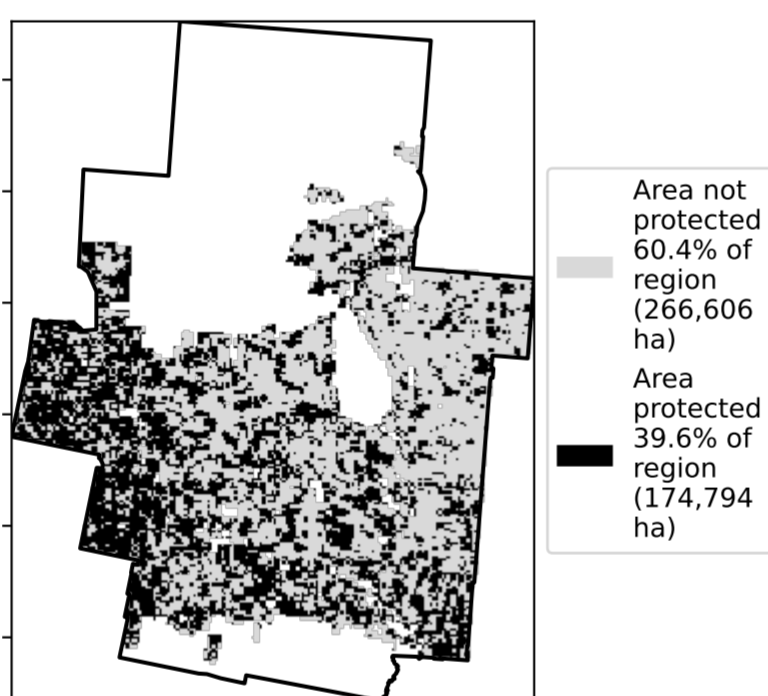 Area not
protected
60.4% of
region
(266,606
ha)
Area
protected
39.6% of
region
(174,794
ha)